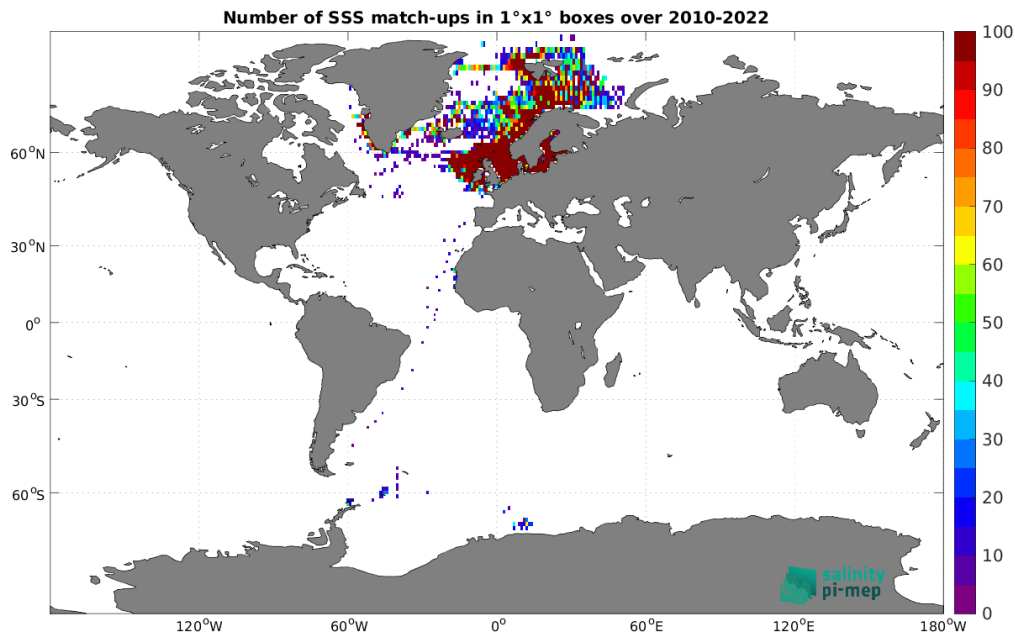 Number of SSS match-ups in 1°x1° boxes over 2010-2022
100
90
80
70
60
50
40
30
20
10
0
60°N
30°N
0°
30°S
60°S
120°W
60°W
0°E
60°E
120°E
180°W
salinity
pi-mep